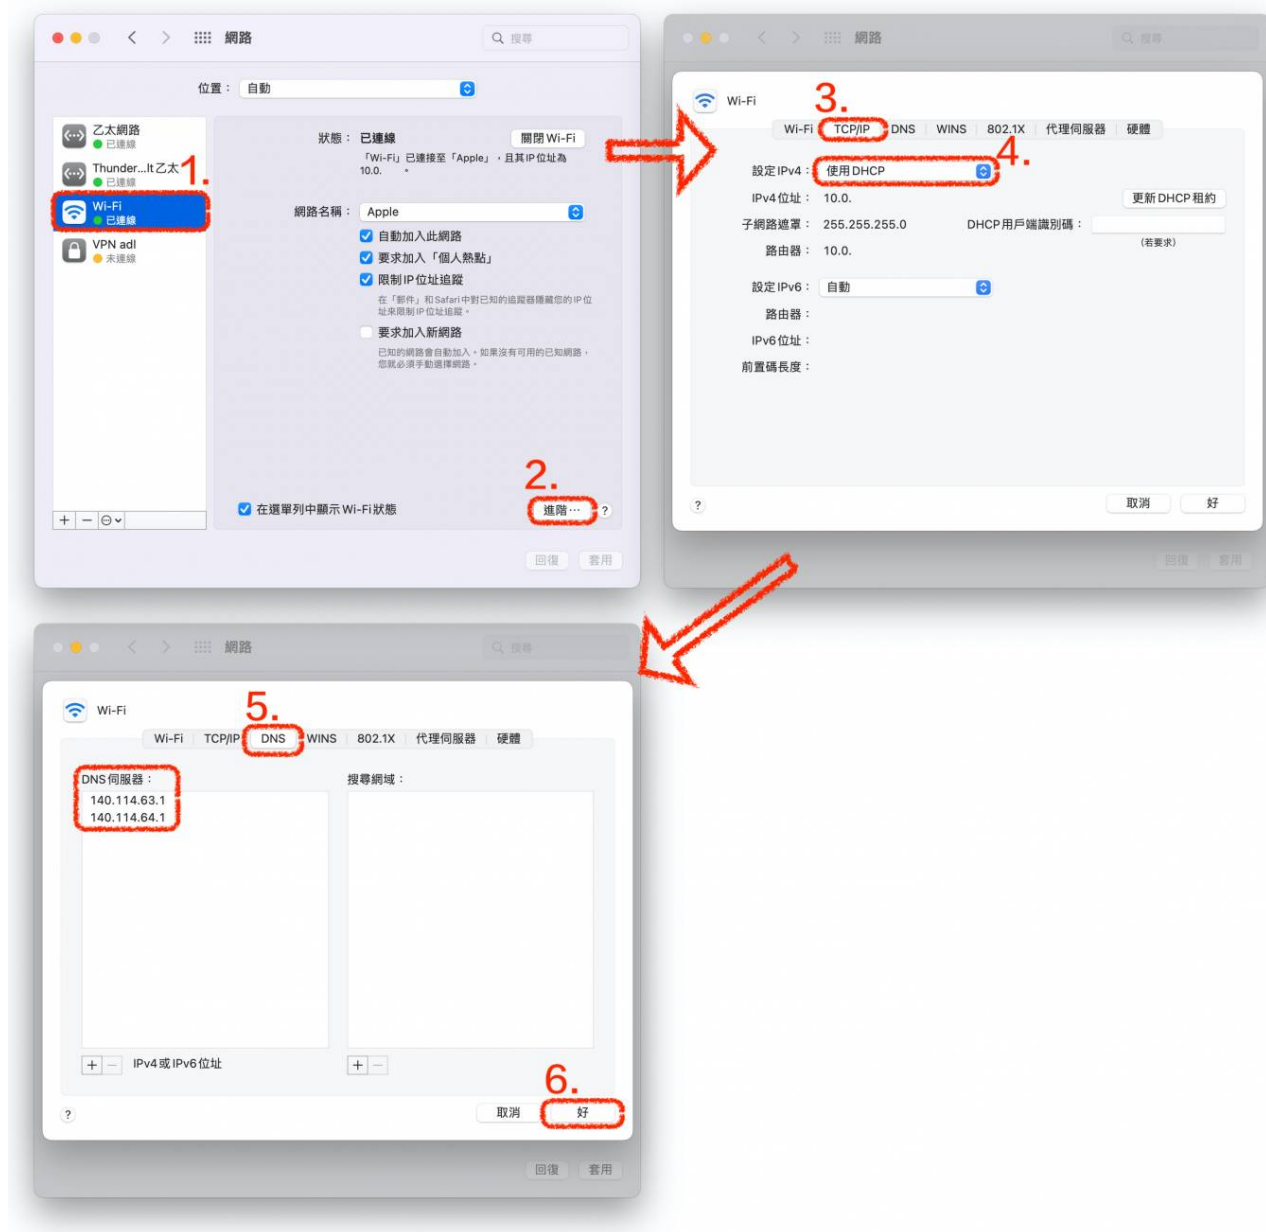 網路
搜尋
位置： 自動
乙太網路
已連線
Thunder...lt乙太
已連線
1.
Wi-Fi
已連線
VPN adl
未連線
狀態： 已連線
關閉 Wi-Fi
「Wi-Fi」已連接至「Apple」，且其IP位址為
10.0. 。
網路名稱： Apple
自動加入此網路
要求加入「個人熱點」
限制IP位址追蹤
在「郵件」和Safari中對已知的追蹤器隱藏您的IP位
址來限制IP位址追蹤。
要求加入新網路
已知的網路會自動加入。如果沒有可用的已知網路，
您就必須手動選擇網路。
2.
在選單列中顯示 Wi-Fi狀態
進階⋯
?
回復 套用
網路
搜尋
Wi-Fi
3.
Wi-Fi TCP/IP DNS WINS 802.1X 代理伺服器 硬體
4.
設定IPv4： 使用DHCP
IPv4位址： 10.0.
更新DHCP租約
子網路遮罩： 255.255.255.0
DHCP用戶端識別碼：
(若要求)
路由器： 10.0.
設定IPv6： 自動
路由器：
IPv6位址：
前置碼長度：
?
取消 好
回復 套用
網路
搜尋
Wi-Fi
5.
Wi-Fi TCP/IP DNS WINS 802.1X 代理伺服器 硬體
DNS伺服器：
140.114.63.1
140.114.64.1
搜尋網域：
IPv4或IPv6位址
6.
?
取消 好
回復 套用